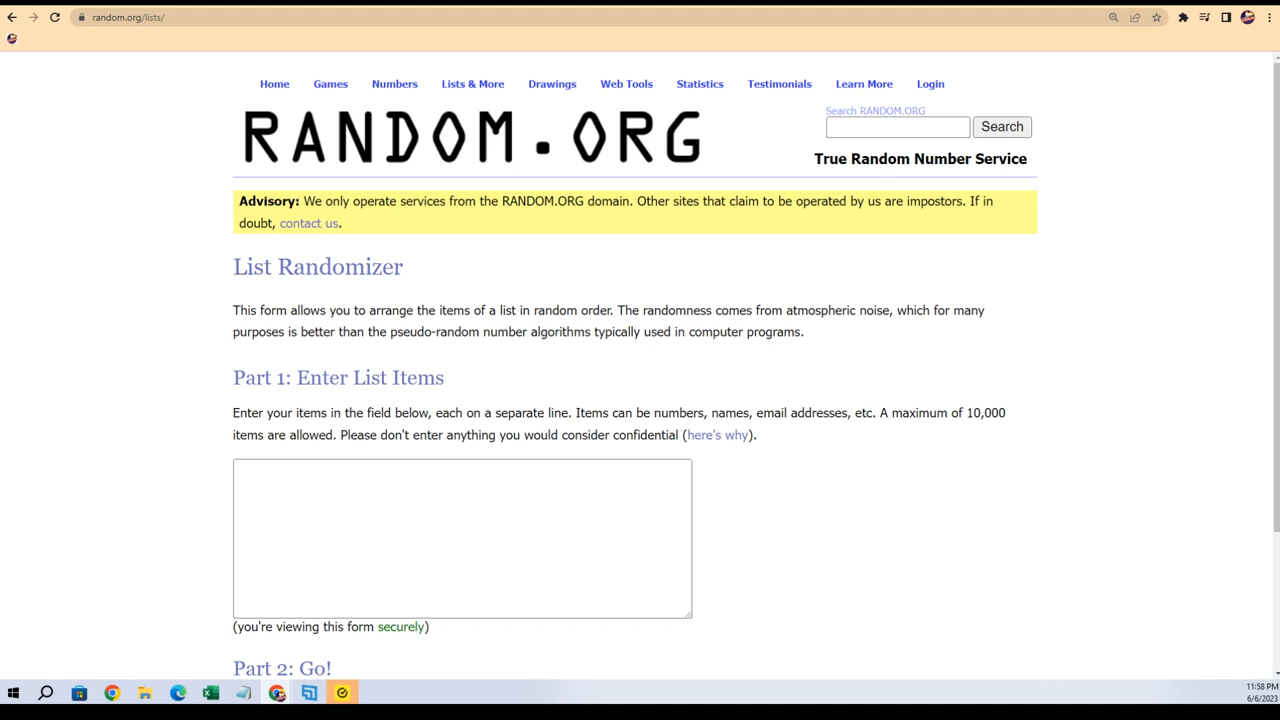 random.org/lists/
Home Games Numbers Lists & More Drawings Web Tools Statistics Testimonials Learn More Login
RANDOM.ORG
Search RANDOM.ORG
Search
True Random Number Service
Advisory: We only operate services from the RANDOM.ORG domain. Other sites that claim to be operated by us are impostors. If in
doubt, contact us.
List Randomizer
This form allows you to arrange the items of a list in random order. The randomness comes from atmospheric noise, which for many
purposes is better than the pseudo-random number algorithms typically used in computer programs.
Part 1: Enter List Items
Enter your items in the field below, each on a separate line. Items can be numbers, names, email addresses, etc. A maximum of 10,000
items are allowed. Please don't enter anything you would consider confidential (here's why).
(you're viewing this form securely)
Part 2: Go!
11:58 PM
6/6/2023